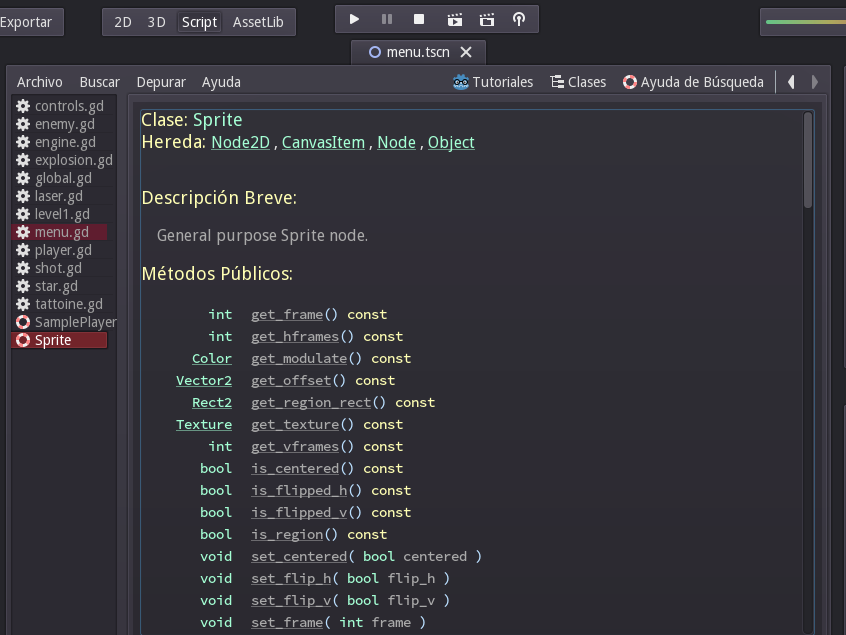 Exportar
2D 3D Script AssetLib
menu.tscn
Archivo Buscar Depurar Ayuda Tutoriales Clases Ayuda de Búsqueda
controls.gd
enemy.gd
engine.gd
explosion.gd
global.gd
laser.gd
level1.gd
menu.gd
player.gd
shot.gd
star.gd
tattoine.gd
SamplePlayer
Sprite
Clase: Sprite
Hereda: Node2D , CanvasItem , Node , Object
Descripción Breve:
General purpose Sprite node.
Métodos Públicos:
int get_frame() const
int get_hframes() const
Color get_modulate() const
Vector2 get_offset() const
Rect2 get_region_rect() const
Texture get_texture() const
int get_vframes() const
bool is_centered() const
bool is_flipped_h() const
bool is_flipped_v() const
bool is_region() const
void set_centered( bool centered )
void set_flip_h( bool flip_h )
void set_flip_v( bool flip_v )
void set_frame( int frame )